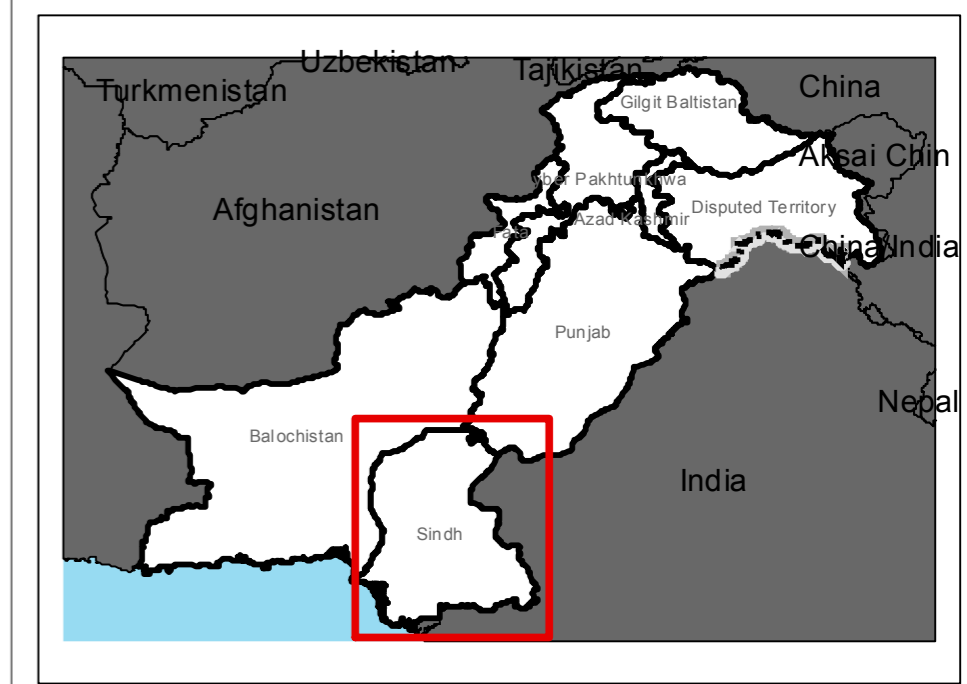 Uzbekistan
Tajikistan
Turkmenistan
China
Gilgit Baltistan
Aksai Chin
yber Pakhtunkhwa
Afghanistan
Disputed Territory
Azad Kashmir
Fata
China/India
Punjab
Nepal
Balochistan
India
Sindh